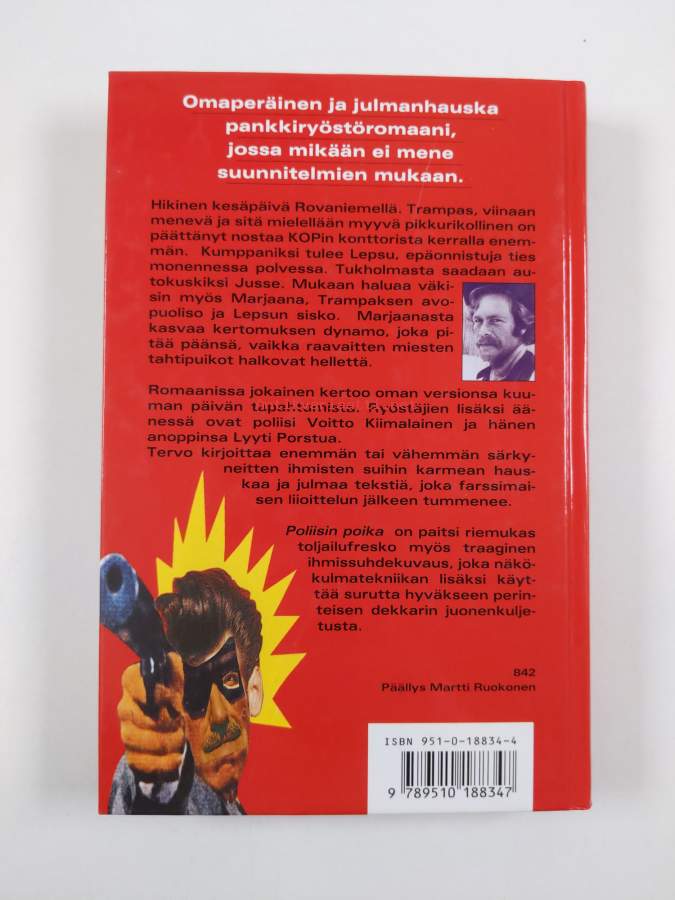 Omaperäinen ja julmanhauska
pankkiryöstöromaani,
jossa mikään ei mene
suunnitelmien mukaan.
Hikinen kesäpäivä Rovaniemellä. Trampas, viinaan
menevä ja sitä mielellään myyvä pikkurikollinen on
päättänyt nostaa KOPin konttorista kerralla enem-
män. Kumppaniksi tulee Lepsu, epäonnistuja ties
monennessa polvessa. Tukholmasta saadaan au-
tokuskiksi Jusse. Mukaan haluaa väki-
sin myös Marjaana, Trampaksen avo-
puoliso ja Lepsun sisko. Marjaanasta
kasvaa kertomuksen dynamo, joka pi-
tää päänsä, vaikka raavaitten miesten
tahtipuikot halkovat hellettä.
Romaanissa jokainen kertoo oman versionsa kuu-
man päivän tapahtumista. Ryöstäjien lisäksi ää-
nessä ovat poliisi Voitto Kiimalainen ja hänen
anoppinsa Lyyti Porstua.
Tervo kirjoittaa enemmän tai vähemmän särky-
neitten ihmisten suihin karmean haus-
kaa ja julmaa tekstiä, joka farssimai-
sen liioittelun jälkeen tummenee.
Poliisin poika on paitsi riemukas
toljailufresko myös traaginen
ihmissuhdekuvaus, joka näkö-
kulmatekniikan lisäksi käyt-
tää surutta hyväkseen perin-
teisen dekkarin juonenkulje-
tusta.
842
Päällys Martti Ruokonen
ISBN 951-0-18834-4
9 789510 188347